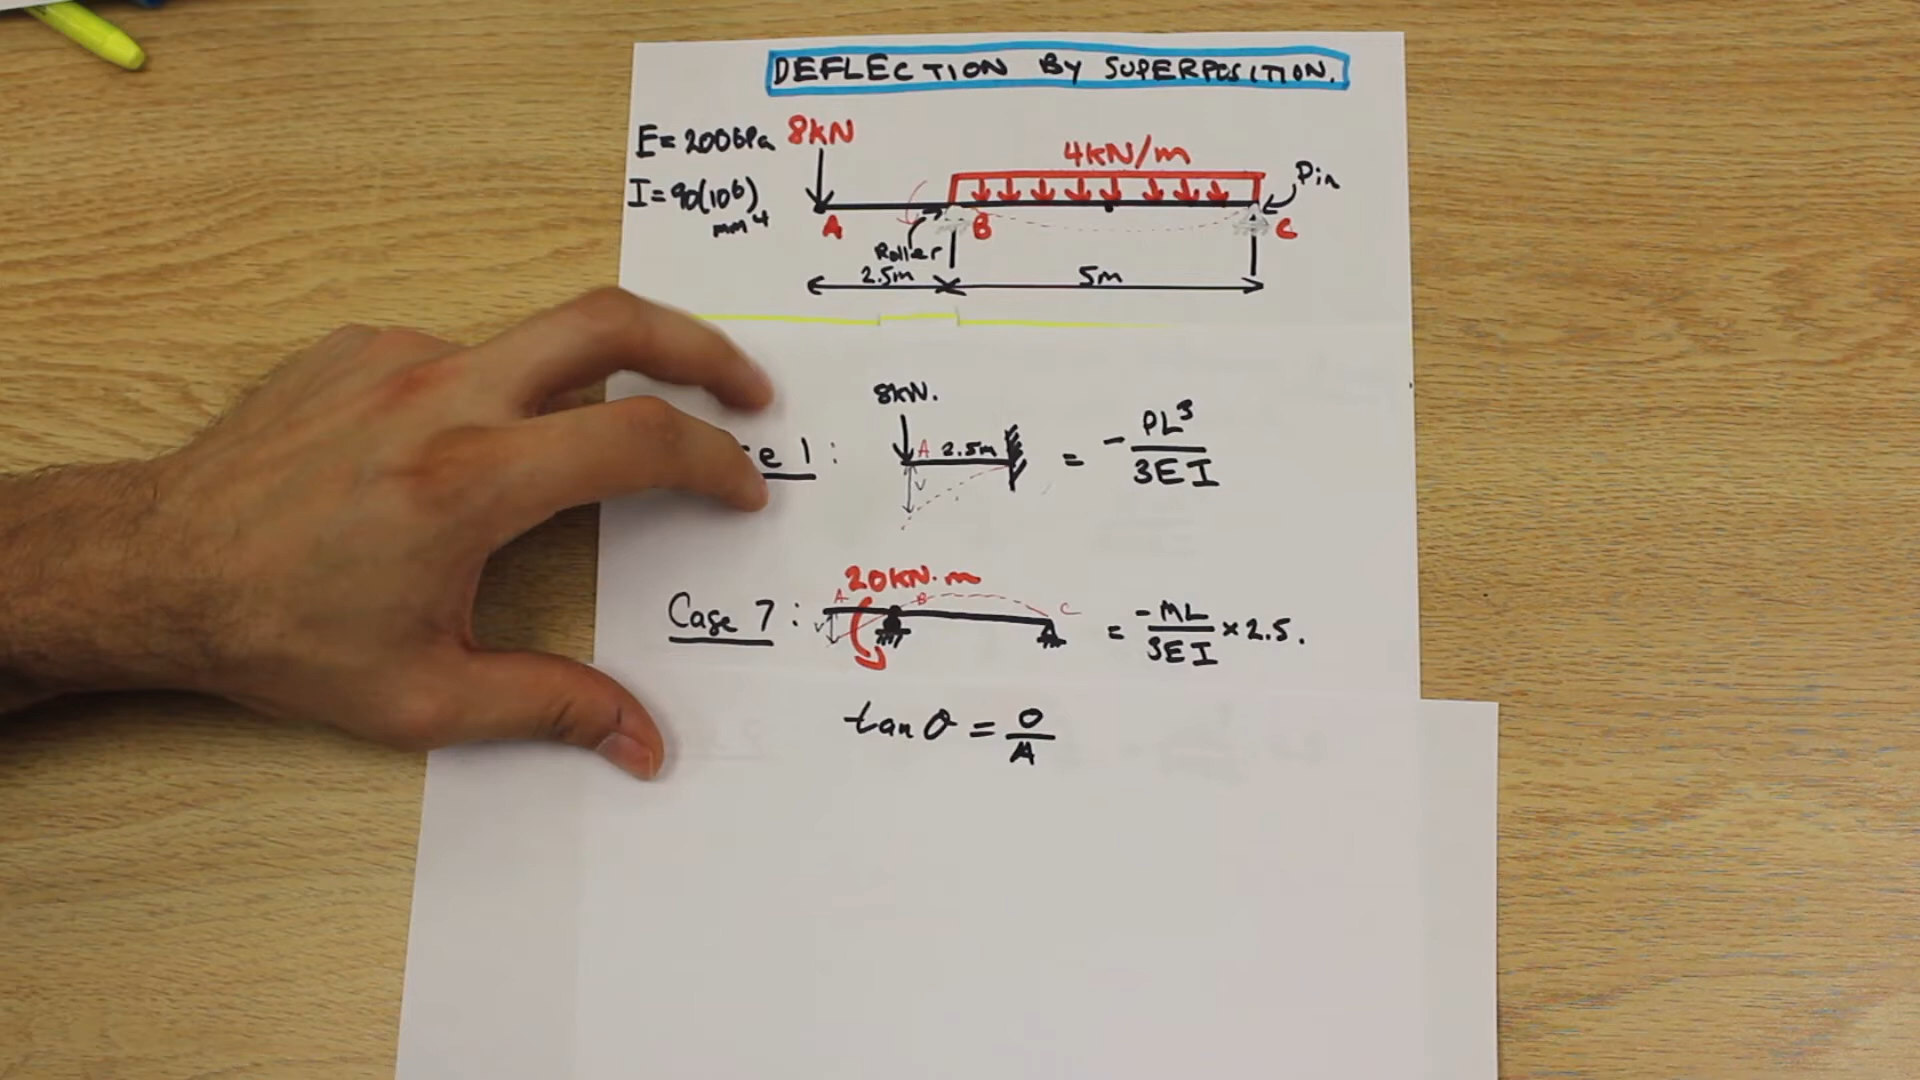 DEFLECTION BY SUPERPOSITION.
E = 200GPa
8kN
4kN/m
Pin
I = 90(10⁶)
mm⁴
A
B
C
Roller
2.5m
5m
8kN.
A 2.5m
V
1 :
= - PL³ / 3EI
20kN·m
A B C
V
Case 7 :
= -ML / 3EI × 2.5.
tan θ = O / A